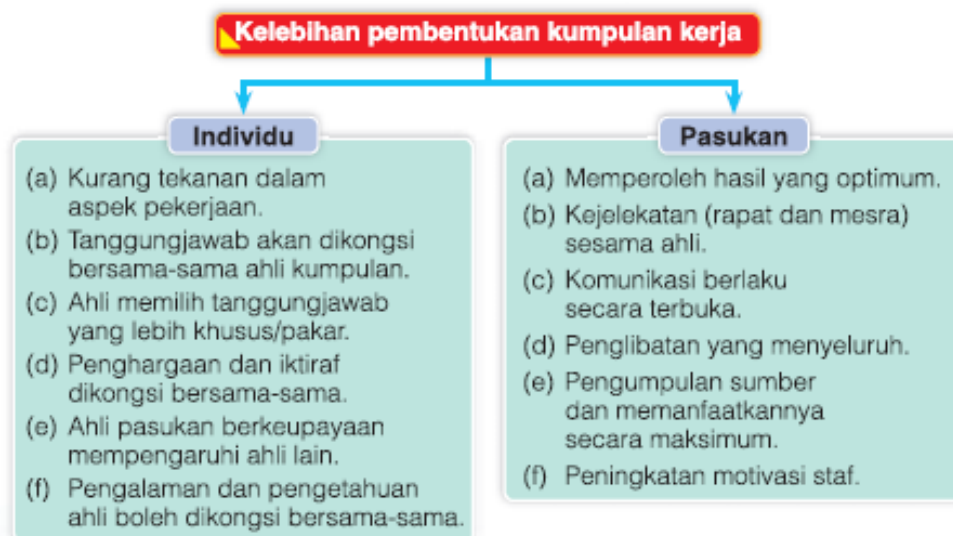 Kelebihan pembentukan kumpulan kerja
Individu
(a) Kurang tekanan dalam
aspek pekerjaan.
(b) Tanggungjawab akan dikongsi
bersama-sama ahli kumpulan.
(c) Ahli memilih tanggungjawab
yang lebih khusus/pakar.
(d) Penghargaan dan iktiraf
dikongsi bersama-sama.
(e) Ahli pasukan berkeupayaan
mempengaruhi ahli lain.
(f) Pengalaman dan pengetahuan
ahli boleh dikongsi bersama-sama.
Pasukan
(a) Memperoleh hasil yang optimum.
(b) Kejelekatan (rapat dan mesra)
sesama ahli.
(c) Komunikasi berlaku
secara terbuka.
(d) Penglibatan yang menyeluruh.
(e) Pengumpulan sumber
dan memanfaatkannya
secara maksimum.
(f) Peningkatan motivasi staf.